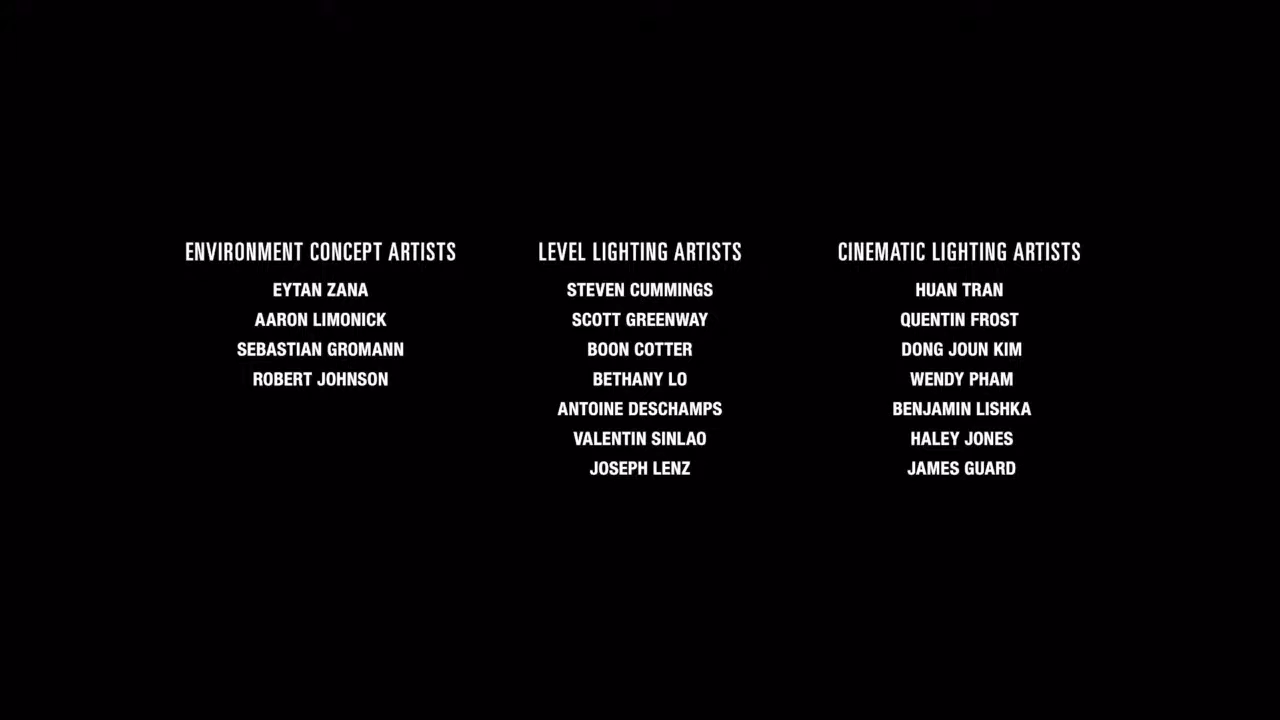 ENVIRONMENT CONCEPT ARTISTS
EYTAN ZANA
AARON LIMONICK
SEBASTIAN GROMANN
ROBERT JOHNSON
LEVEL LIGHTING ARTISTS
STEVEN CUMMINGS
SCOTT GREENWAY
BOON COTTER
BETHANY LO
ANTOINE DESCHAMPS
VALENTIN SINLAO
JOSEPH LENZ
CINEMATIC LIGHTING ARTISTS
HUAN TRAN
QUENTIN FROST
DONG JOUN KIM
WENDY PHAM
BENJAMIN LISHKA
HALEY JONES
JAMES GUARD